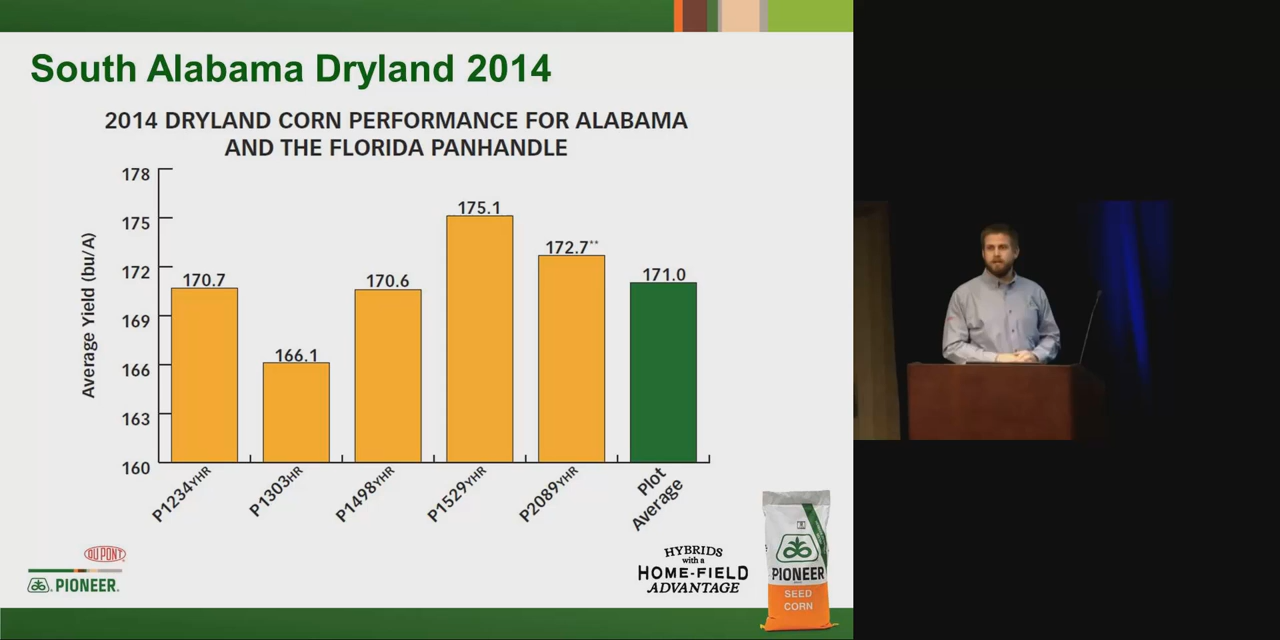 South Alabama Dryland 2014
2014 DRYLAND CORN PERFORMANCE FOR ALABAMA
AND THE FLORIDA PANHANDLE
Average Yield (bu/A)
178
175
172
169
166
163
160
170.7
166.1
170.6
175.1
172.7**
171.0
P1234YHR
P1303HR
P1498YHR
P1529YHR
P2089YHR
Plot
Average
DUPONT
PIONEER
HYBRIDS
with a
HOME-FIELD
ADVANTAGE
PIONEER
SEED
CORN